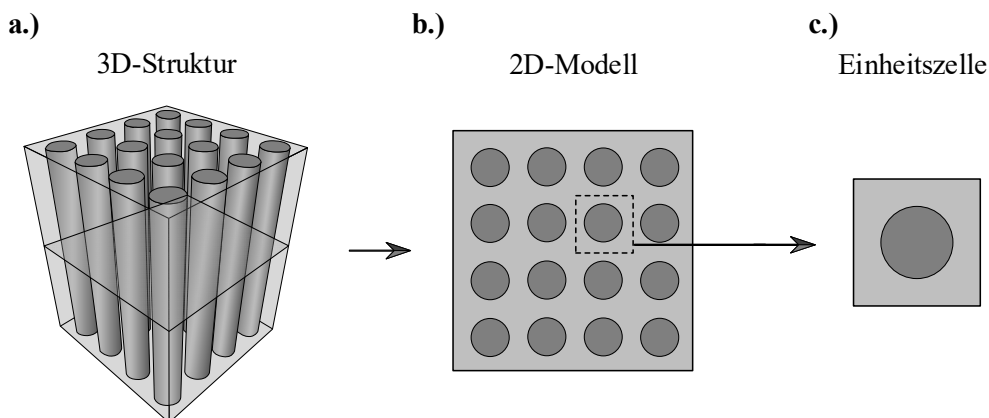 a.)
3D-Struktur
b.)
2D-Modell
c.)
Einheitszelle